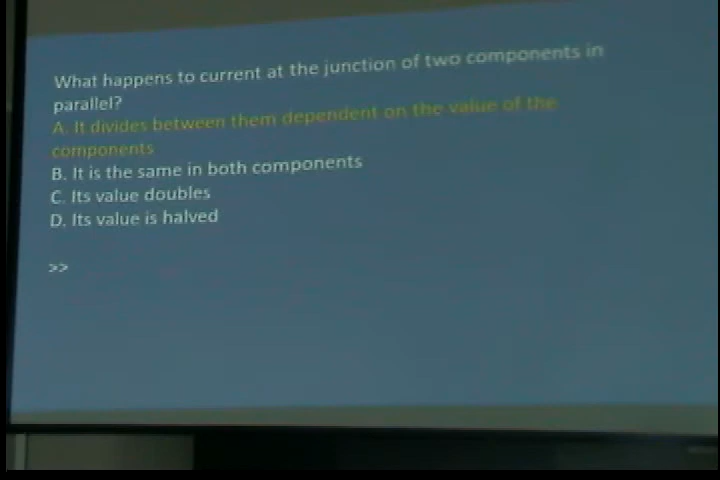 What happens to current at the junction of two components in
parallel?
A. It divides between them dependent on the value of the
components
B. It is the same in both components
C. Its value doubles
D. Its value is halved
>>